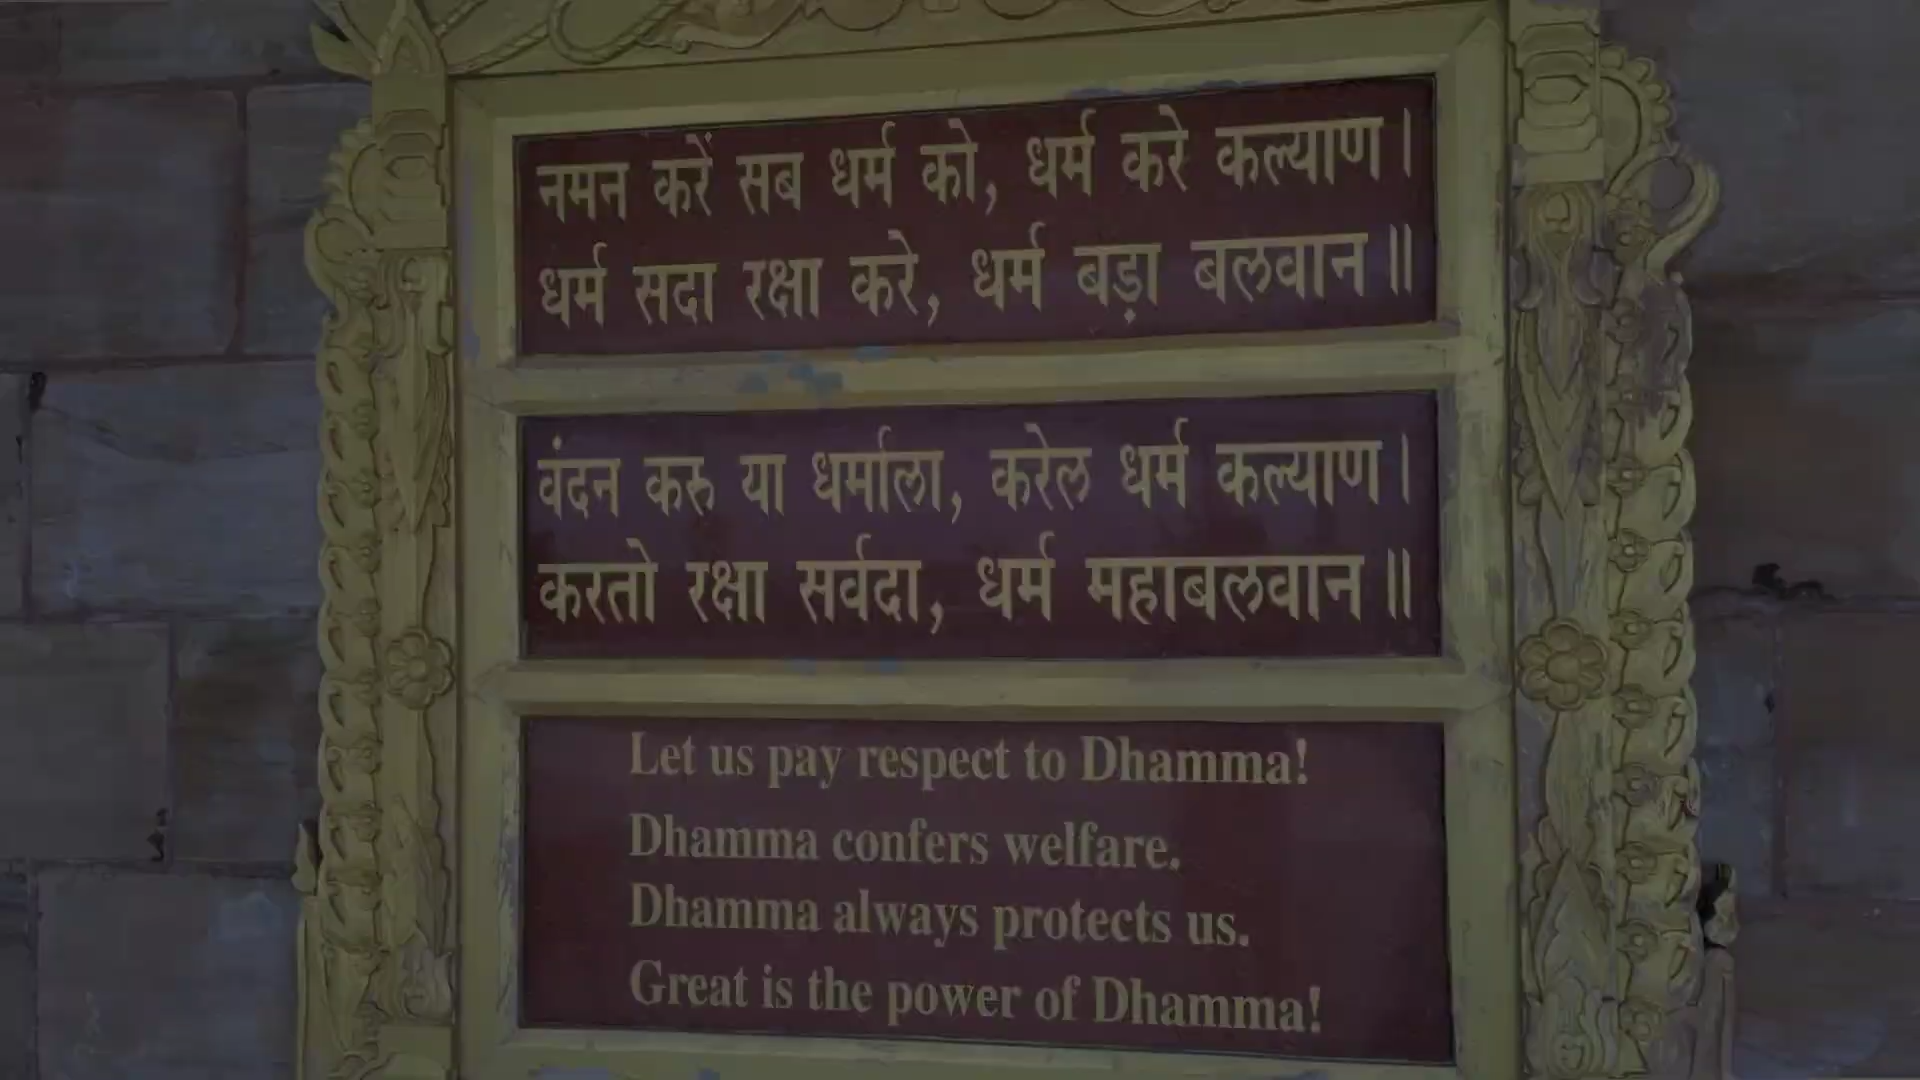 नमन करें सब धर्म को, धर्म करे कल्याण।
धर्म सदा रक्षा करे, धर्म बड़ा बलवान॥
वंदन करु या धर्माला, करेल धर्म कल्याण।
करतो रक्षा सर्वदा, धर्म महाबलवान॥
Let us pay respect to Dhamma!
Dhamma confers welfare.
Dhamma always protects us.
Great is the power of Dhamma!